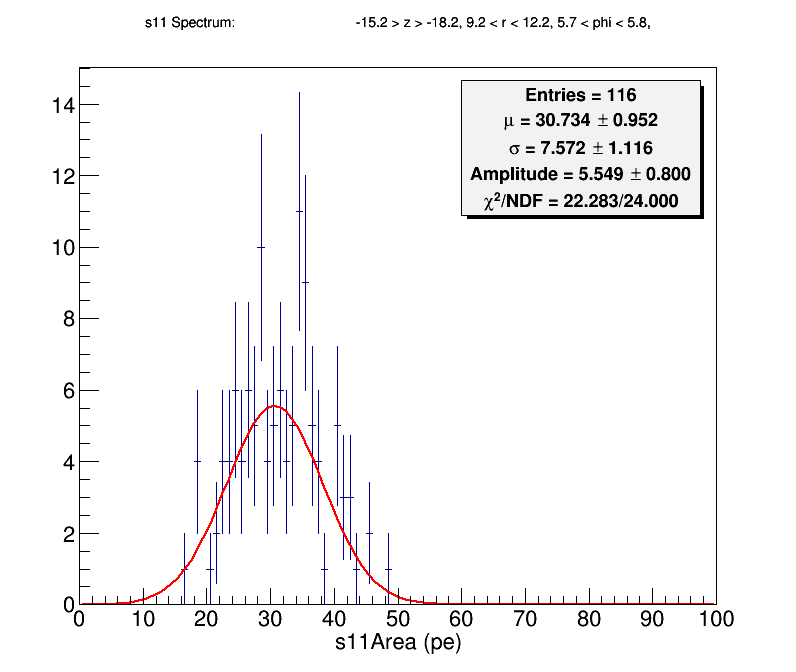 s11 Spectrum: -15.2 > z > -18.2, 9.2 < r < 12.2, 5.7 < phi < 5.8,
Entries = 116
μ = 30.734 ± 0.952
σ = 7.572 ± 1.116
Amplitude = 5.549 ± 0.800
χ²/NDF = 22.283/24.000
14
12
10
8
6
4
2
0
0 10 20 30 40 50 60 70 80 90 100
s11Area (pe)